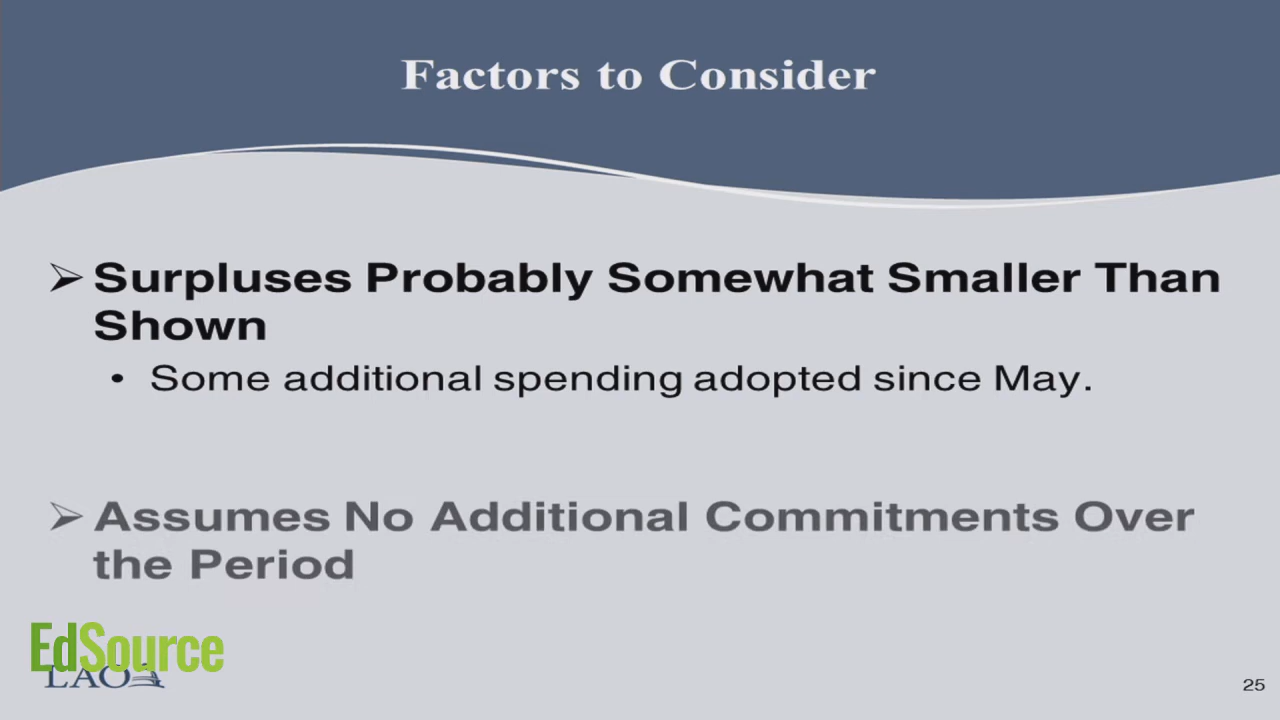 Factors to Consider
➢ Surpluses Probably Somewhat Smaller Than
Shown
• Some additional spending adopted since May.
➢ Assumes No Additional Commitments Over
the Period
EdSource
LAO
25